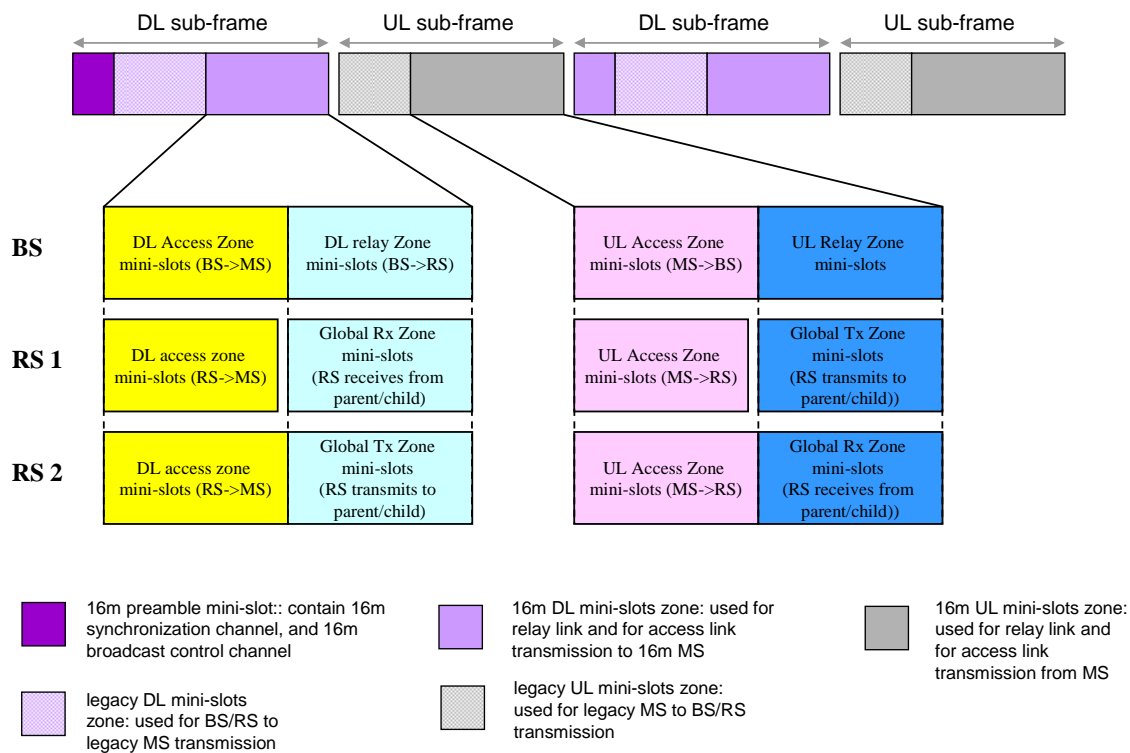 DL sub-frame
UL sub-frame
DL sub-frame
UL sub-frame
BS
DL Access Zone
mini-slots (BS->MS)
DL relay Zone
mini-slots (BS->RS)
UL Access Zone
mini-slots (MS->BS)
UL Relay Zone
mini-slots
RS 1
DL access zone
mini-slots (RS->MS)
Global Rx Zone
mini-slots
(RS receives from
parent/child)
UL Access Zone
mini-slots (MS->RS)
Global Tx Zone
mini-slots
(RS transmits to
parent/child))
RS 2
DL access zone
mini-slots (RS->MS)
Global Tx Zone
mini-slots
(RS transmits to
parent/child)
UL Access Zone
mini-slots (MS->RS)
Global Rx Zone
mini-slots
(RS receives from
parent/child))
16m preamble mini-slot:: contain 16m
synchronization channel, and 16m
broadcast control channel
16m DL mini-slots zone: used for
relay link and for access link
transmission to 16m MS
16m UL mini-slots zone:
used for relay link and
for access link
transmission from MS
legacy DL mini-slots
zone: used for BS/RS to
legacy MS transmission
legacy UL mini-slots zone:
used for legacy MS to BS/RS
transmission